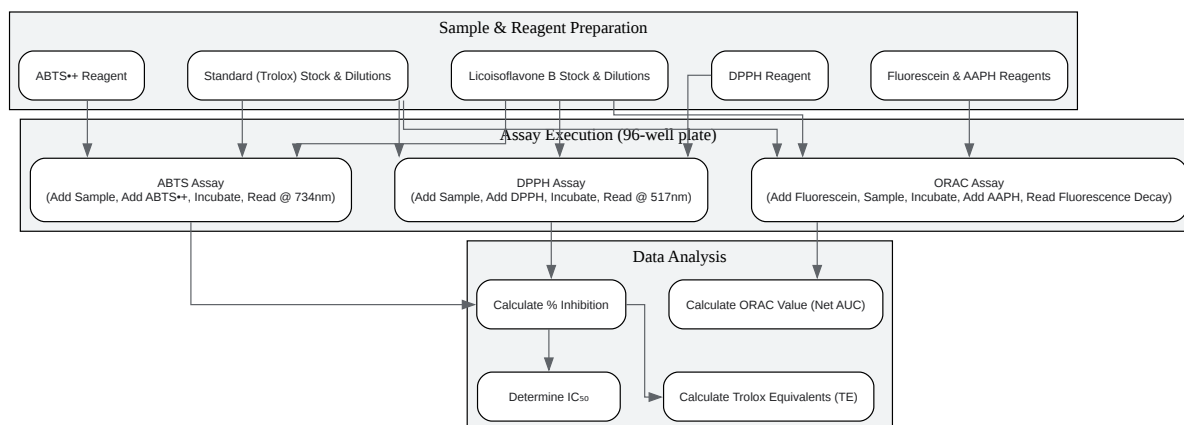 Sample & Reagent Preparation
ABTS•+ Reagent
Standard (Trolox) Stock & Dilutions
Licoisoflavone B Stock & Dilutions
DPPH Reagent
Fluorescein & AAPH Reagents
Assay Execution (96-well plate)
ABTS Assay
(Add Sample, Add ABTS•+, Incubate, Read @ 734nm)
DPPH Assay
(Add Sample, Add DPPH, Incubate, Read @ 517nm)
ORAC Assay
(Add Fluorescein, Sample, Incubate, Add AAPH, Read Fluorescence Decay)
Data Analysis
Calculate % Inhibition
Calculate ORAC Value (Net AUC)
Determine IC₅₀
Calculate Trolox Equivalents (TE)